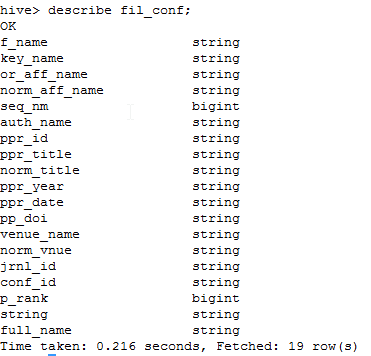 hive> describe fil_conf;
OK
f_name string
key_name string
or_aff_name string
norm_aff_name string
seq_nm bigint
auth_name string
ppr_id string
ppr_title string
norm_title string
ppr_year string
ppr_date string
pp_doi string
venue_name string
norm_vnue string
jrnl_id string
conf_id string
p_rank bigint
string string
full_name string
Time taken: 0.216 seconds, Fetched: 19 row(s)